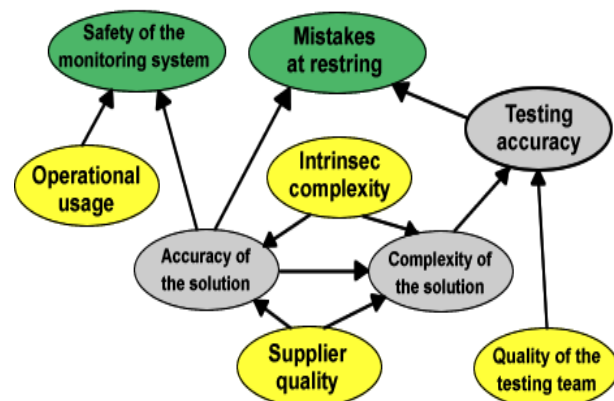 Safety of the
monitoring system
Mistakes
at restring
Testing
accuracy
Operational
usage
Intrinsec
complexity
Accuracy of
the solution
Complexity of
the solution
Supplier
quality
Quality of the
testing team